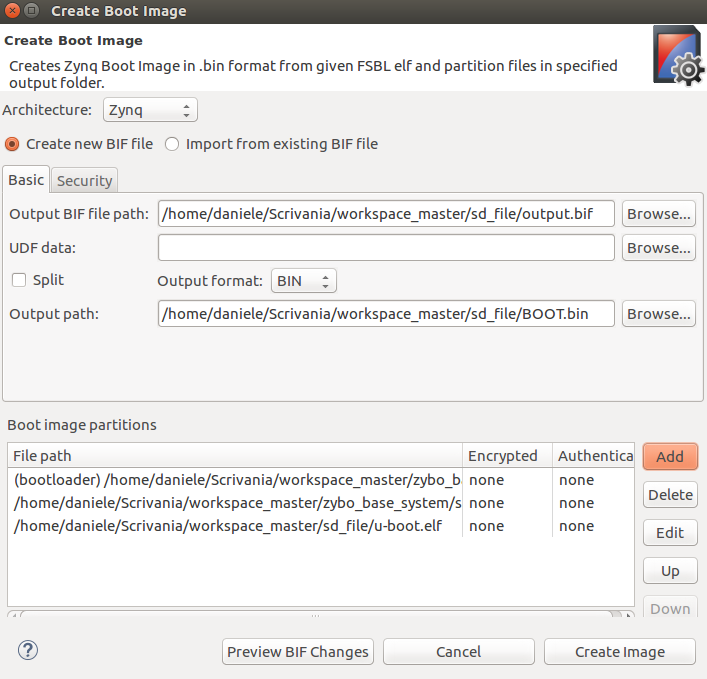 Create Boot Image
Create Boot Image
Creates Zynq Boot Image in .bin format from given FSBL elf and partition files in specified
output folder.
Architecture: Zynq
Create new BIF file Import from existing BIF file
Basic Security
Output BIF file path: /home/daniele/Scrivania/workspace_master/sd_file/output.bif Browse...
UDF data: Browse...
Split Output format: BIN
Output path: /home/daniele/Scrivania/workspace_master/sd_file/BOOT.bin Browse...
Boot image partitions
File path Encrypted Authentica
(bootloader) /home/daniele/Scrivania/workspace_master/zybo_ba none none
/home/daniele/Scrivania/workspace_master/zybo_base_system/s none none
/home/daniele/Scrivania/workspace_master/sd_file/u-boot.elf none none
Add
Delete
Edit
Up
Down
? Preview BIF Changes Cancel Create Image